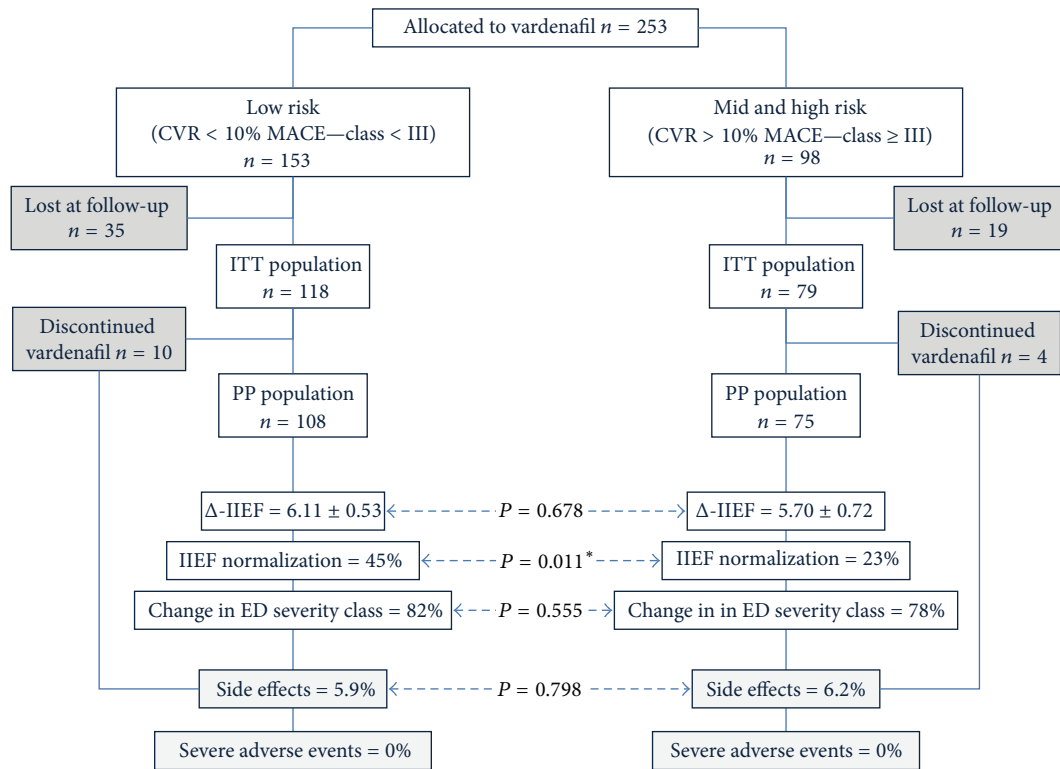 Allocated to vardenafil n = 253
Low risk
(CVR < 10% MACE—class < III)
n = 153
Mid and high risk
(CVR > 10% MACE—class ≥ III)
n = 98
Lost at follow-up
n = 35
Lost at follow-up
n = 19
ITT population
n = 118
ITT population
n = 79
Discontinued
vardenafil n = 10
Discontinued
vardenafil n = 4
PP population
n = 108
PP population
n = 75
Δ-IIEF = 6.11 ± 0.53
P = 0.678
Δ-IIEF = 5.70 ± 0.72
IIEF normalization = 45%
P = 0.011*
IIEF normalization = 23%
Change in ED severity class = 82%
P = 0.555
Change in in ED severity class = 78%
Side effects = 5.9%
P = 0.798
Side effects = 6.2%
Severe adverse events = 0%
Severe adverse events = 0%